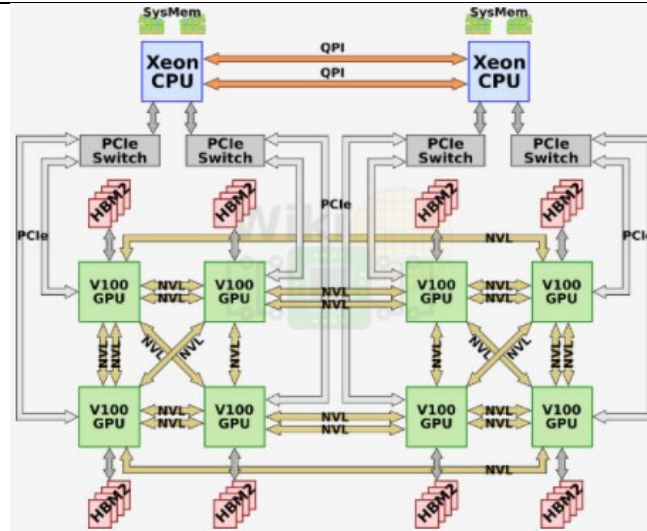 SysMem
SysMem
Xeon
CPU
QPI
QPI
Xeon
CPU
PCIe
Switch
PCIe
Switch
PCIe
Switch
PCIe
Switch
HBM2
HBM2
HBM2
HBM2
PCIe
PCIe
PCIe
NVL
V100
GPU
NVL
NVL
V100
GPU
NVL
NVL
V100
GPU
NVL
NVL
V100
GPU
NVL
NVL
NVL
NVL
NVL
NVL
NVL
NVL
NVL
NVL
V100
GPU
NVL
NVL
V100
GPU
NVL
NVL
V100
GPU
NVL
NVL
V100
GPU
NVL
HBM2
HBM2
HBM2
HBM2